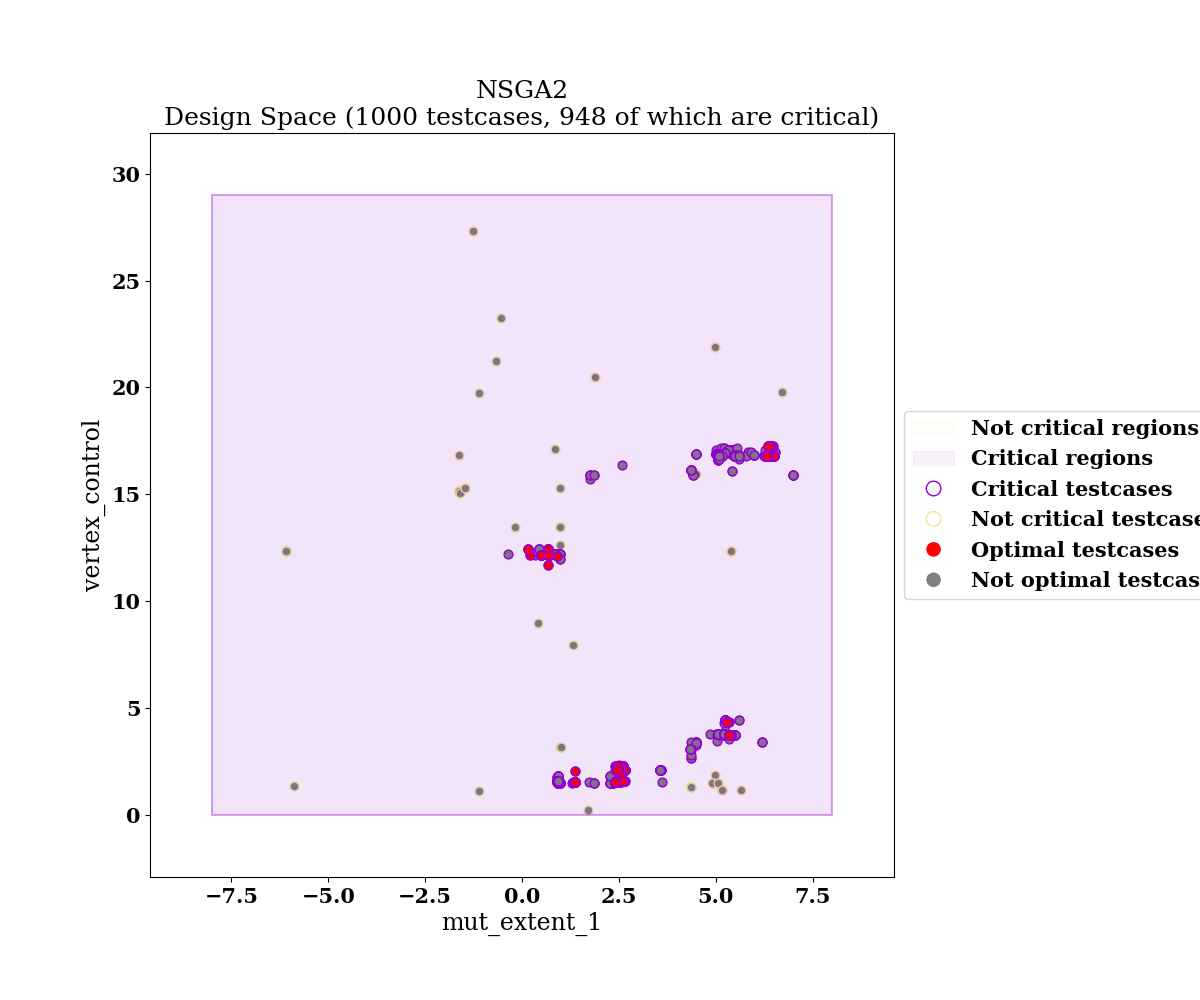 NSGA2
Design Space (1000 testcases, 948 of which are critical)
30
25
20
15
10
5
0
vertex_control
−7.5 −5.0 −2.5 0.0 2.5 5.0 7.5
mut_extent_1
Not critical regions
Critical regions
Critical testcases
Not critical testcase
Optimal testcases
Not optimal testcas